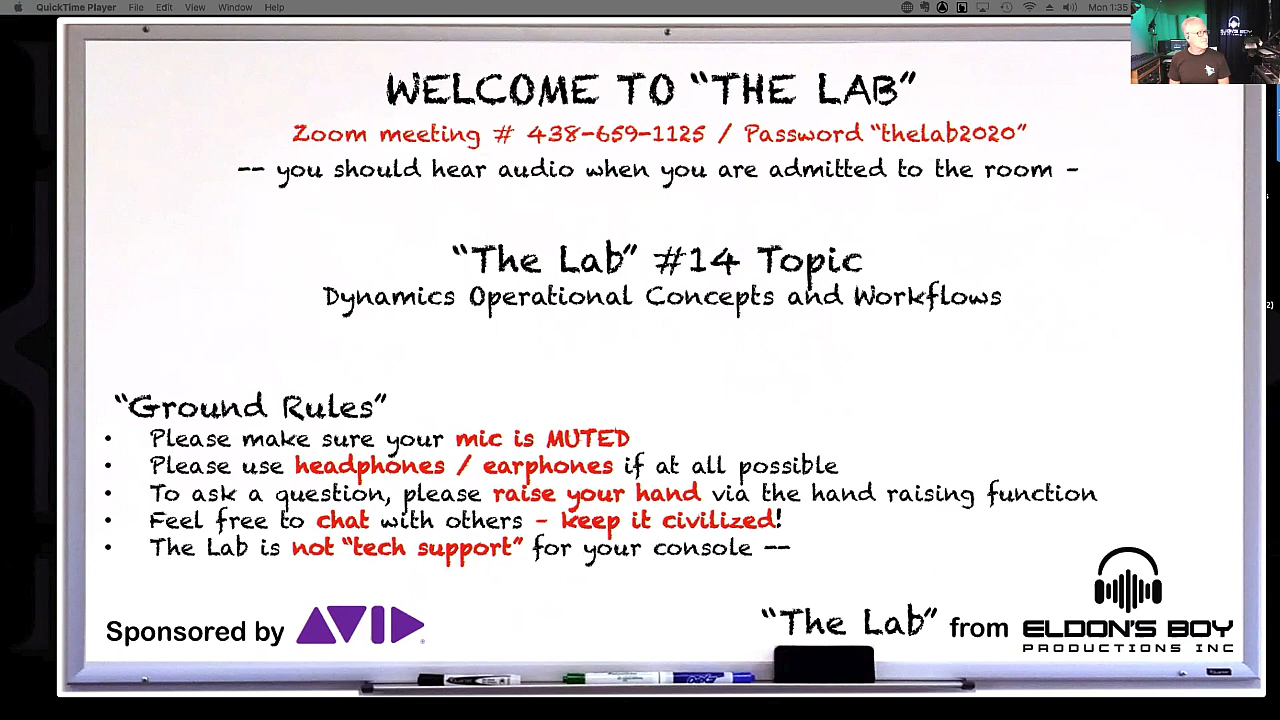 QuickTime Player File Edit View Window Help Mon 1:35
WELCOME TO “THE LAB”
Zoom meeting # 438-659-1125 / Password “thelab2020”
-- you should hear audio when you are admitted to the room –
“The Lab” #14 Topic
Dynamics Operational Concepts and Workflows
“Ground Rules”
• Please make sure your mic is MUTED
• Please use headphones / earphones if at all possible
• To ask a question, please raise your hand via the hand raising function
• Feel free to chat with others – keep it civilized!
• The Lab is not “tech support” for your console --
Sponsored by AVID
“The Lab” from ELDON'S BOY
PRODUCTIONS INC